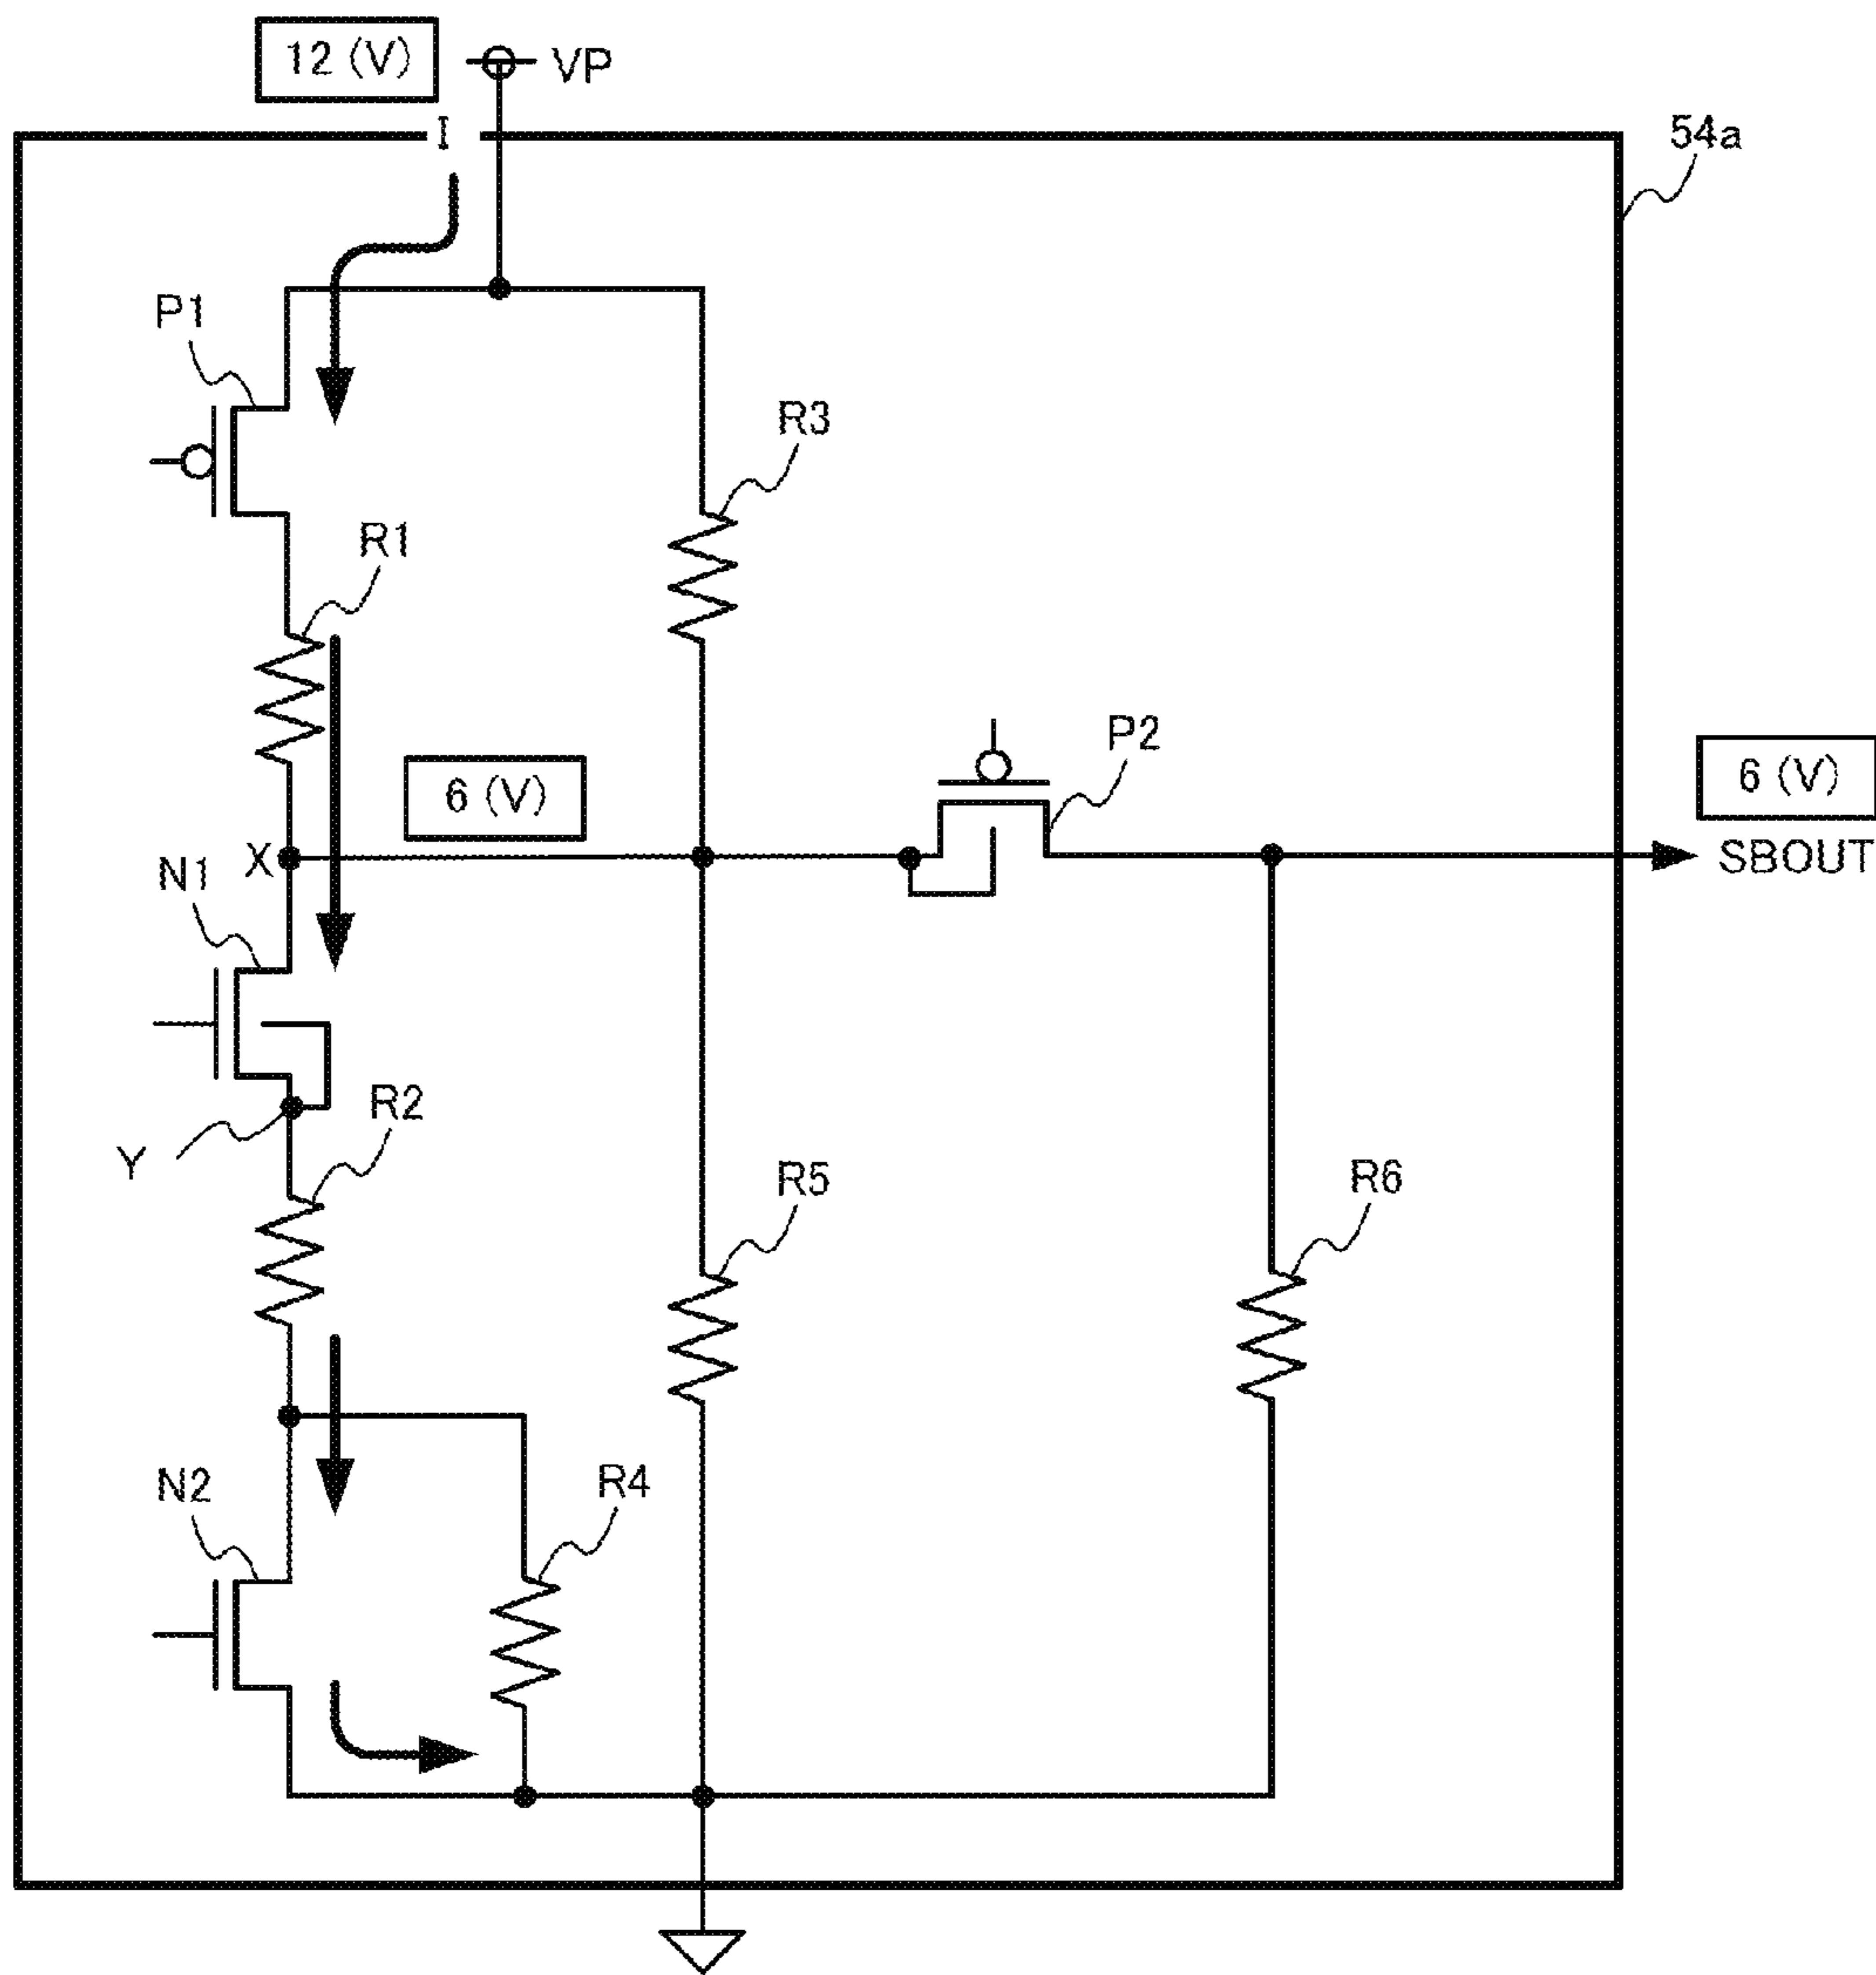 12 (V)
VP
I
54a
P1
R3
R1
P2
6 (V)
6 (V)
X
SBOUT
N1
R2
Y
R5
R6
N2
R4